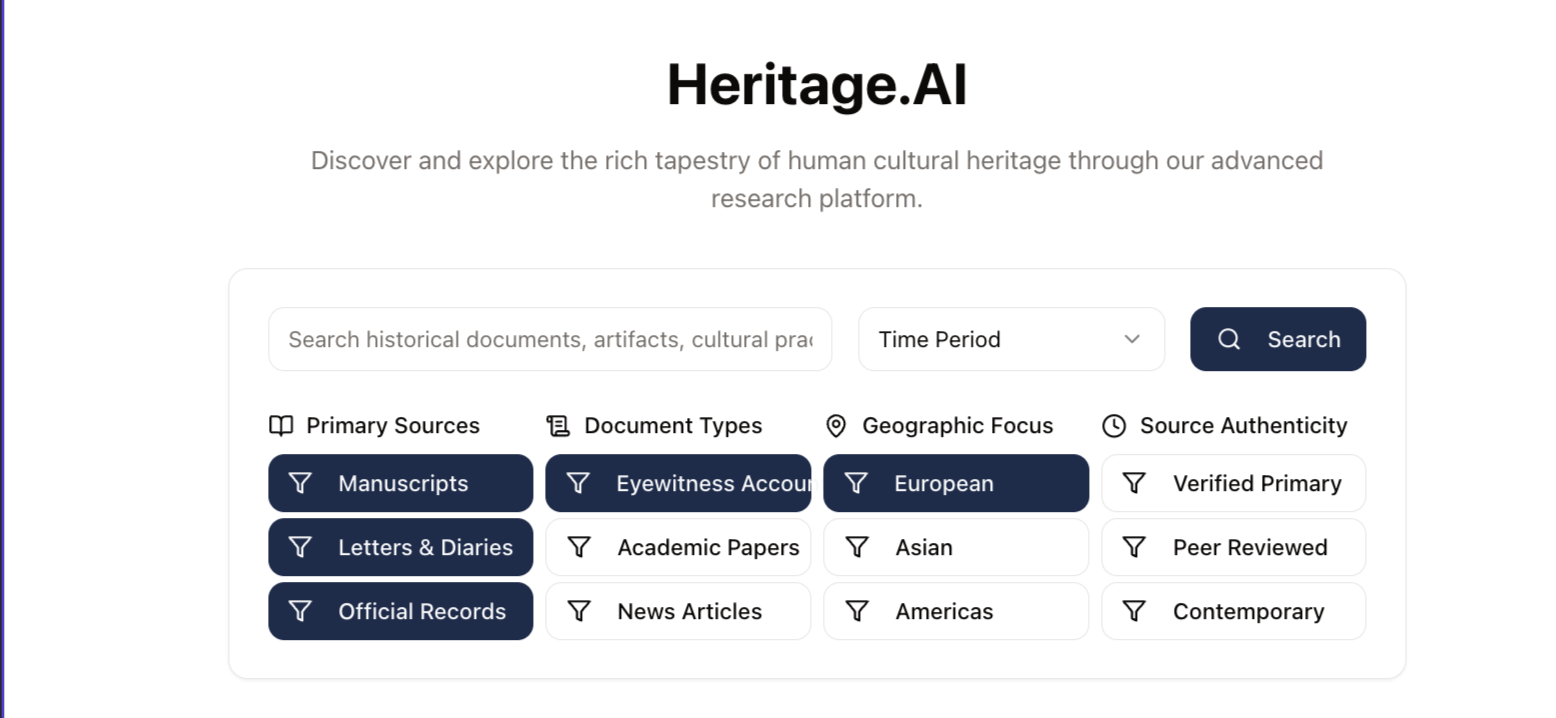 Heritage.AI
Discover and explore the rich tapestry of human cultural heritage through our advanced
research platform.
Search historical documents, artifacts, cultural prac
Time Period
Search
Primary Sources
Document Types
Geographic Focus
Source Authenticity
Manuscripts
Eyewitness Accoun
European
Verified Primary
Letters & Diaries
Academic Papers
Asian
Peer Reviewed
Official Records
News Articles
Americas
Contemporary